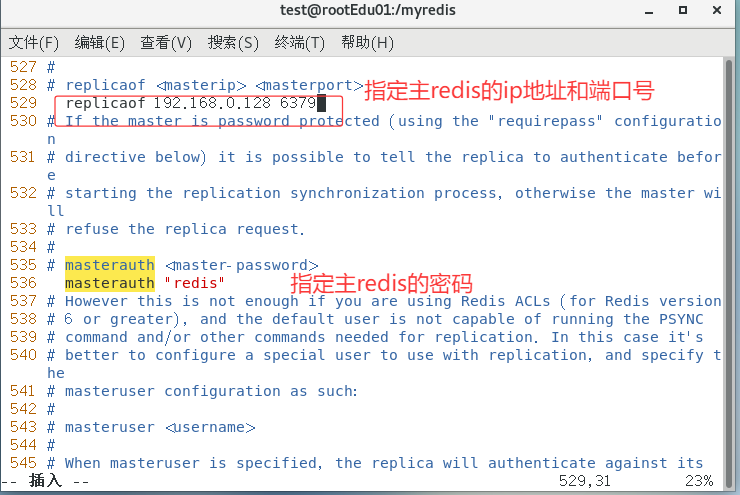 test@rootEdu01:/myredis
文件(F) 编辑(E) 查看(V) 搜索(S) 终端(T) 帮助(H)
527 #
528 # replicaof <masterip> <masterport>
指定主redis的ip地址和端口号
529 replicaof 192.168.0.128 6379
530 # If the master is password protected (using the "requirepass" configuratio
n
531 # directive below) it is possible to tell the replica to authenticate befor
e
532 # starting the replication synchronization process, otherwise the master wi
ll
533 # refuse the replica request.
534 #
535 # masterauth <master-password>
536 masterauth "redis"
指定主redis的密码
537 # However this is not enough if you are using Redis ACLs (for Redis version
538 # 6 or greater), and the default user is not capable of running the PSYNC
539 # command and/or other commands needed for replication. In this case it's
540 # better to configure a special user to use with replication, and specify t
he
541 # masteruser configuration as such:
542 #
543 # masteruser <username>
544 #
545 # When masteruser is specified, the replica will authenticate against its
-- 插入 -- 529,31 23%